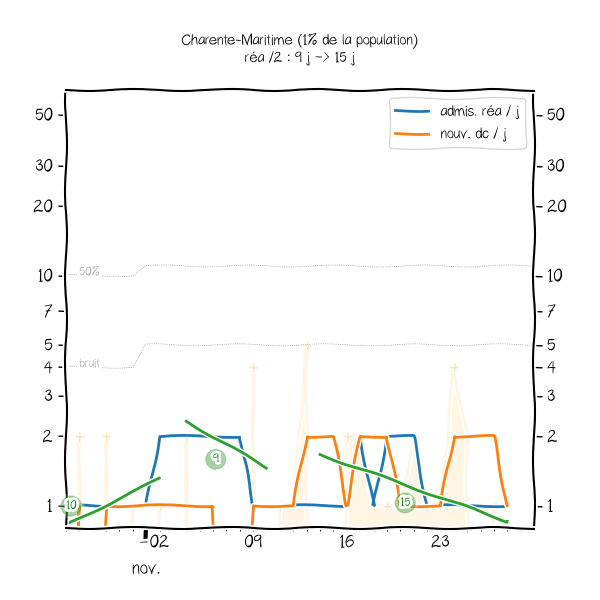 Charente-Maritime (1% de la population)
réa /2 : 9 j -> 15 j
admis. réa / j
nouv. dc / j
50 50
30 30
20 20
50%
10 10
7 7
5 5
bruit
4 4
3 3
2 2
9
10 15
1 1
-02 09 16 23
nov.